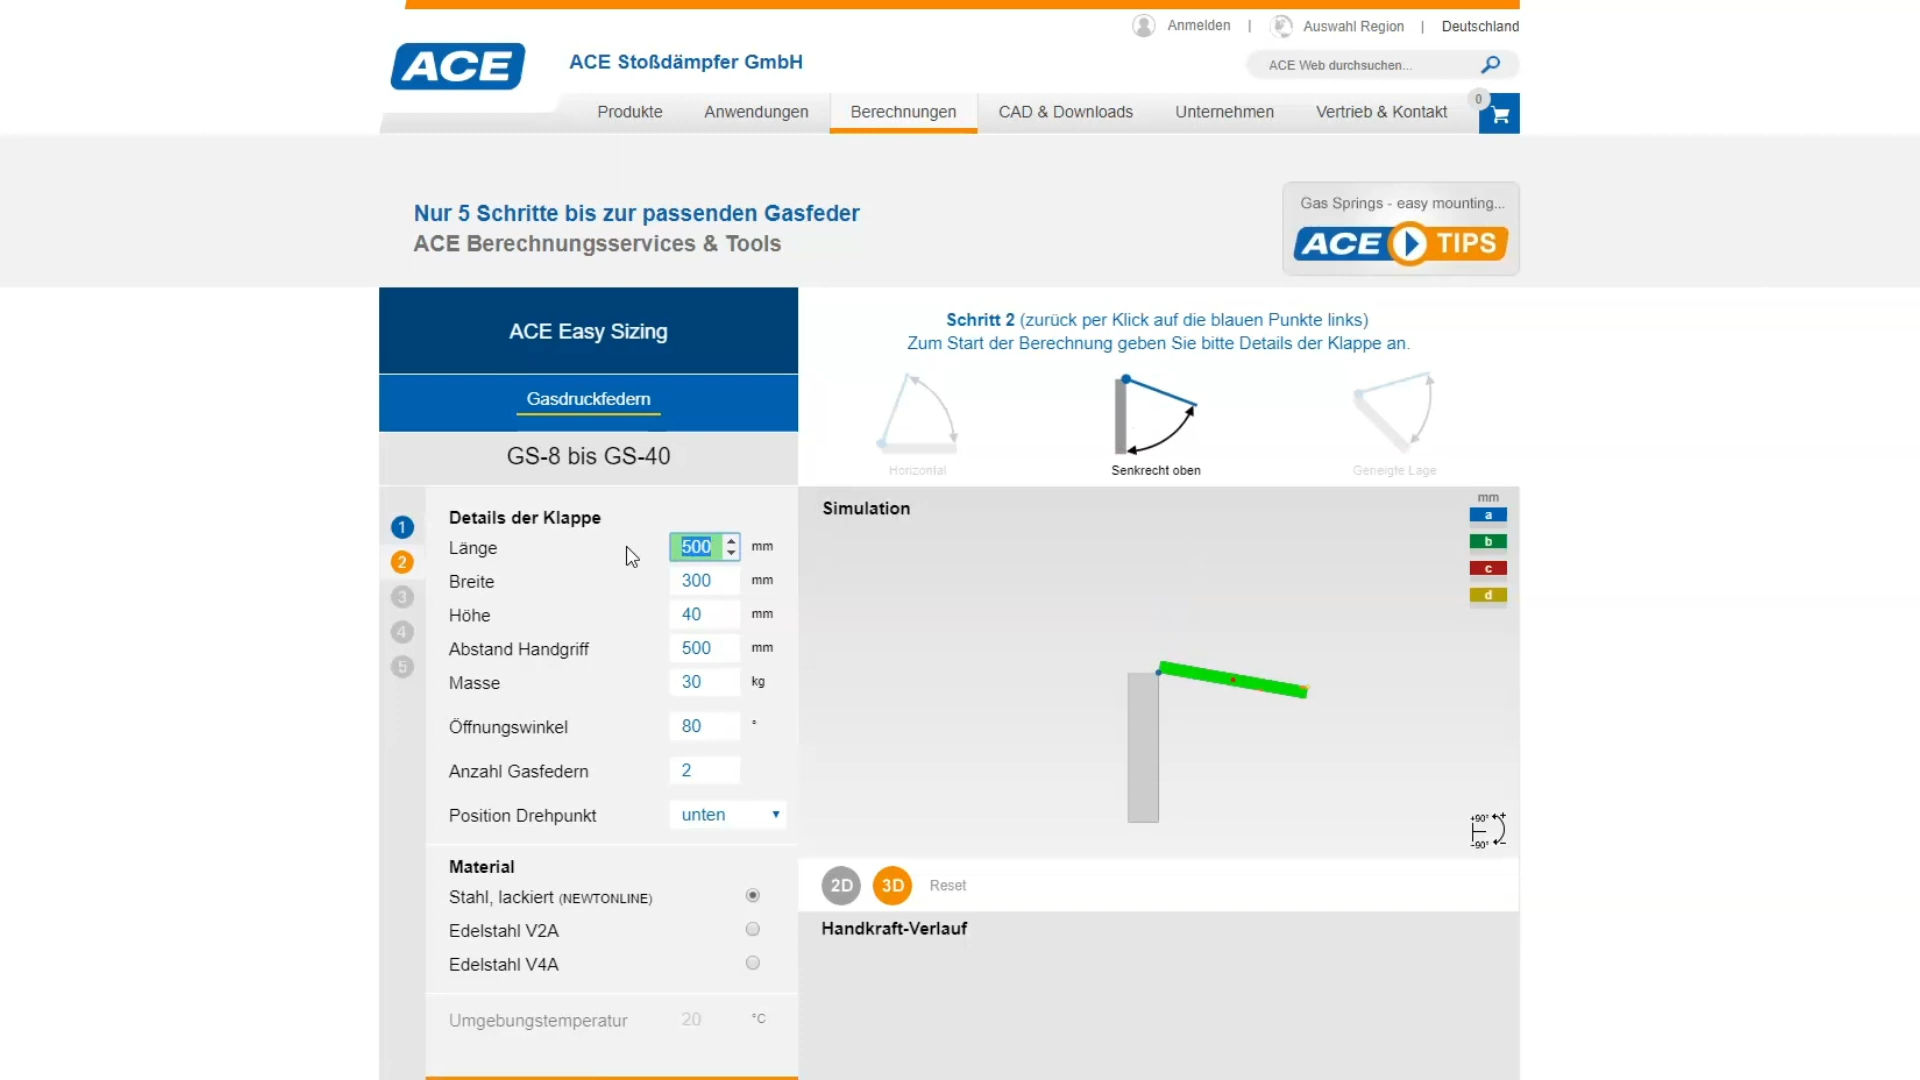 Anmelden | Auswahl Region | Deutschland
ACE
ACE Stoßdämpfer GmbH
ACE Web durchsuchen...
Produkte Anwendungen Berechnungen CAD & Downloads Unternehmen Vertrieb & Kontakt 0
Nur 5 Schritte bis zur passenden Gasfeder
ACE Berechnungsservices & Tools
Gas Springs - easy mounting...
ACE TIPS
ACE Easy Sizing
Gasdruckfedern
GS-8 bis GS-40
Schritt 2 (zurück per Klick auf die blauen Punkte links)
Zum Start der Berechnung geben Sie bitte Details der Klappe an.
Horizontal Senkrecht oben Geneigte Lage
1
2
3
4
5
Details der Klappe
Länge 500 mm
Breite 300 mm
Höhe 40 mm
Abstand Handgriff 500 mm
Masse 30 kg
Öffnungswinkel 80 °
Anzahl Gasfedern 2
Position Drehpunkt unten
Material
Stahl, lackiert (NEWTONLINE)
Edelstahl V2A
Edelstahl V4A
Umgebungstemperatur 20 °C
Simulation
mm
a
b
c
d
+90° +
-90° -
2D 3D Reset
Handkraft-Verlauf